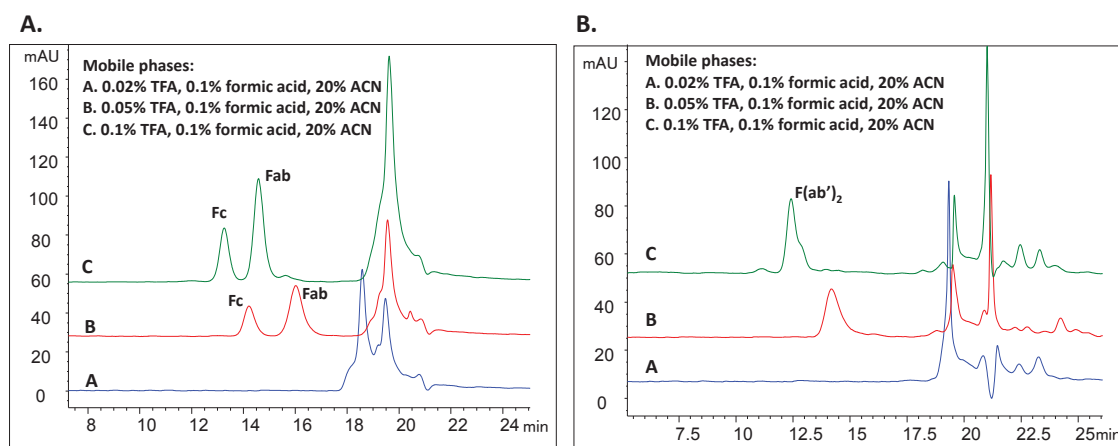 A.
mAU
160
140
120
100
80
60
40
20
0
Mobile phases:
A. 0.02% TFA, 0.1% formic acid, 20% ACN
B. 0.05% TFA, 0.1% formic acid, 20% ACN
C. 0.1% TFA, 0.1% formic acid, 20% ACN
Fc
Fab
C
Fc
Fab
B
A
8 10 12 14 16 18 20 22 24 min
B.
mAU
120
100
80
60
40
20
0
Mobile phases:
A. 0.02% TFA, 0.1% formic acid, 20% ACN
B. 0.05% TFA, 0.1% formic acid, 20% ACN
C. 0.1% TFA, 0.1% formic acid, 20% ACN
F(ab’)₂
C
B
A
7.5 10 12.5 15 17.5 20 22.5 25min